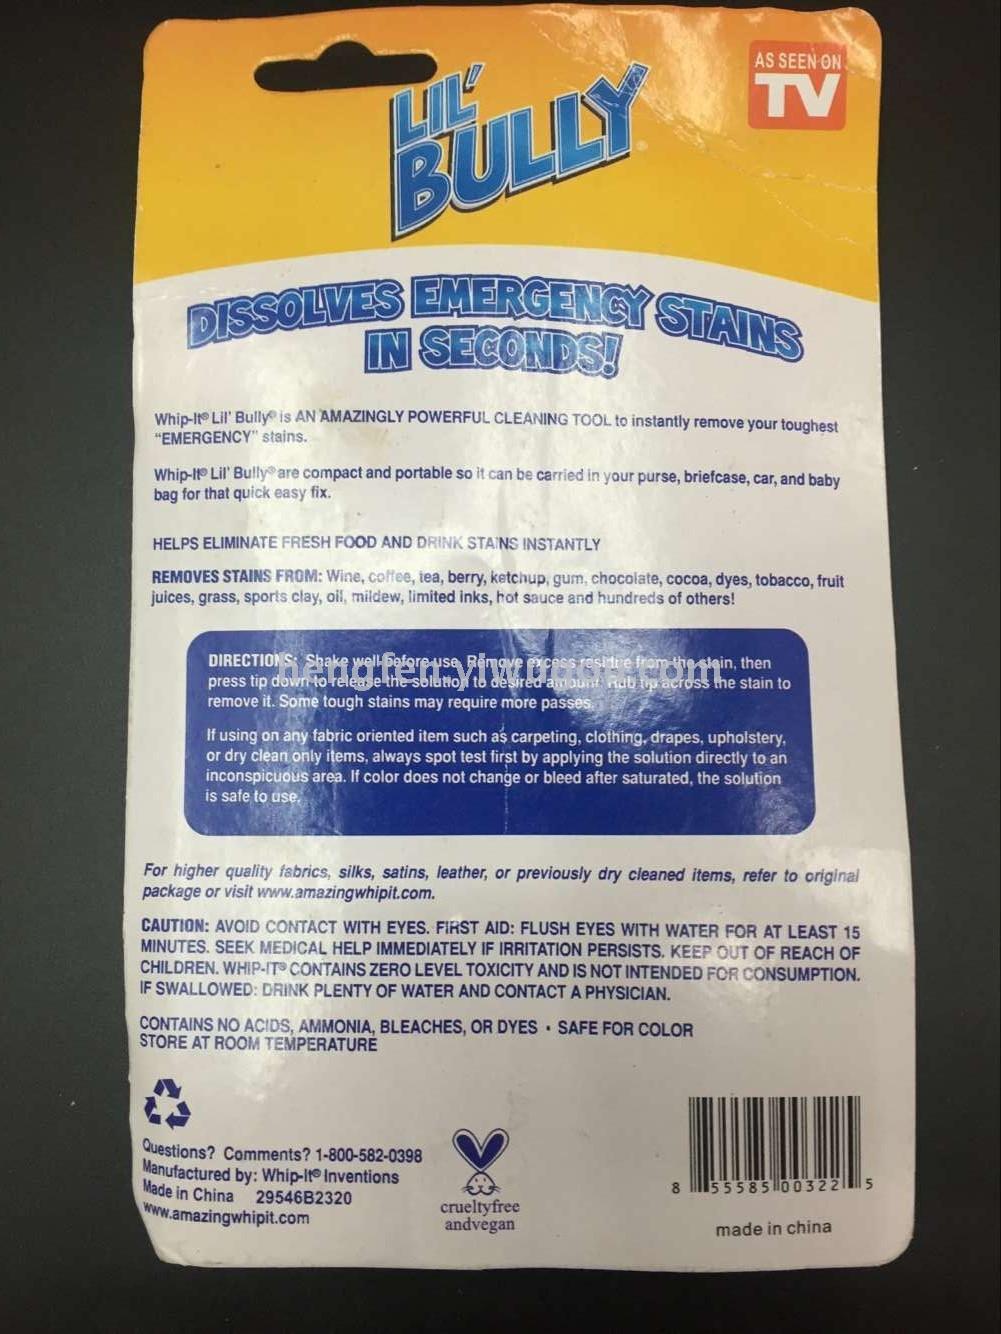 LIL'
BULLY®
AS SEEN ON
TV
DISSOLVES EMERGENCY STAINS
IN SECONDS!
Whip-It® Lil' Bully® is AN AMAZINGLY POWERFUL CLEANING TOOL to instantly remove your toughest
"EMERGENCY" stains.
Whip-It® Lil' Bully® are compact and portable so it can be carried in your purse, briefcase, car, and baby
bag for that quick easy fix.
HELPS ELIMINATE FRESH FOOD AND DRINK STAINS INSTANTLY
REMOVES STAINS FROM: Wine, coffee, tea, berry, ketchup, gum, chocolate, cocoa, dyes, tobacco, fruit
juices, grass, sports clay, oil, mildew, limited inks, hot sauce and hundreds of others!
DIRECTIONS: Shake well before use. Remove excess residue from the stain, then
press tip down to release the solution to desired amount. Rub tip across the stain to
remove it. Some tough stains may require more passes.
If using on any fabric oriented item such as carpeting, clothing, drapes, upholstery,
or dry clean only items, always spot test first by applying the solution directly to an
inconspicuous area. If color does not change or bleed after saturated, the solution
is safe to use.
For higher quality fabrics, silks, satins, leather, or previously dry cleaned items, refer to original
package or visit www.amazingwhipit.com.
CAUTION: AVOID CONTACT WITH EYES. FIRST AID: FLUSH EYES WITH WATER FOR AT LEAST 15
MINUTES. SEEK MEDICAL HELP IMMEDIATELY IF IRRITATION PERSISTS. KEEP OUT OF REACH OF
CHILDREN. WHIP-IT® CONTAINS ZERO LEVEL TOXICITY AND IS NOT INTENDED FOR CONSUMPTION.
IF SWALLOWED: DRINK PLENTY OF WATER AND CONTACT A PHYSICIAN.
CONTAINS NO ACIDS, AMMONIA, BLEACHES, OR DYES • SAFE FOR COLOR
STORE AT ROOM TEMPERATURE
Questions? Comments? 1-800-582-0398
Manufactured by: Whip-It® Inventions
Made in China 29546B2320
www.amazingwhipit.com
crueltyfree
andvegan
8 55585 00322 5
made in china